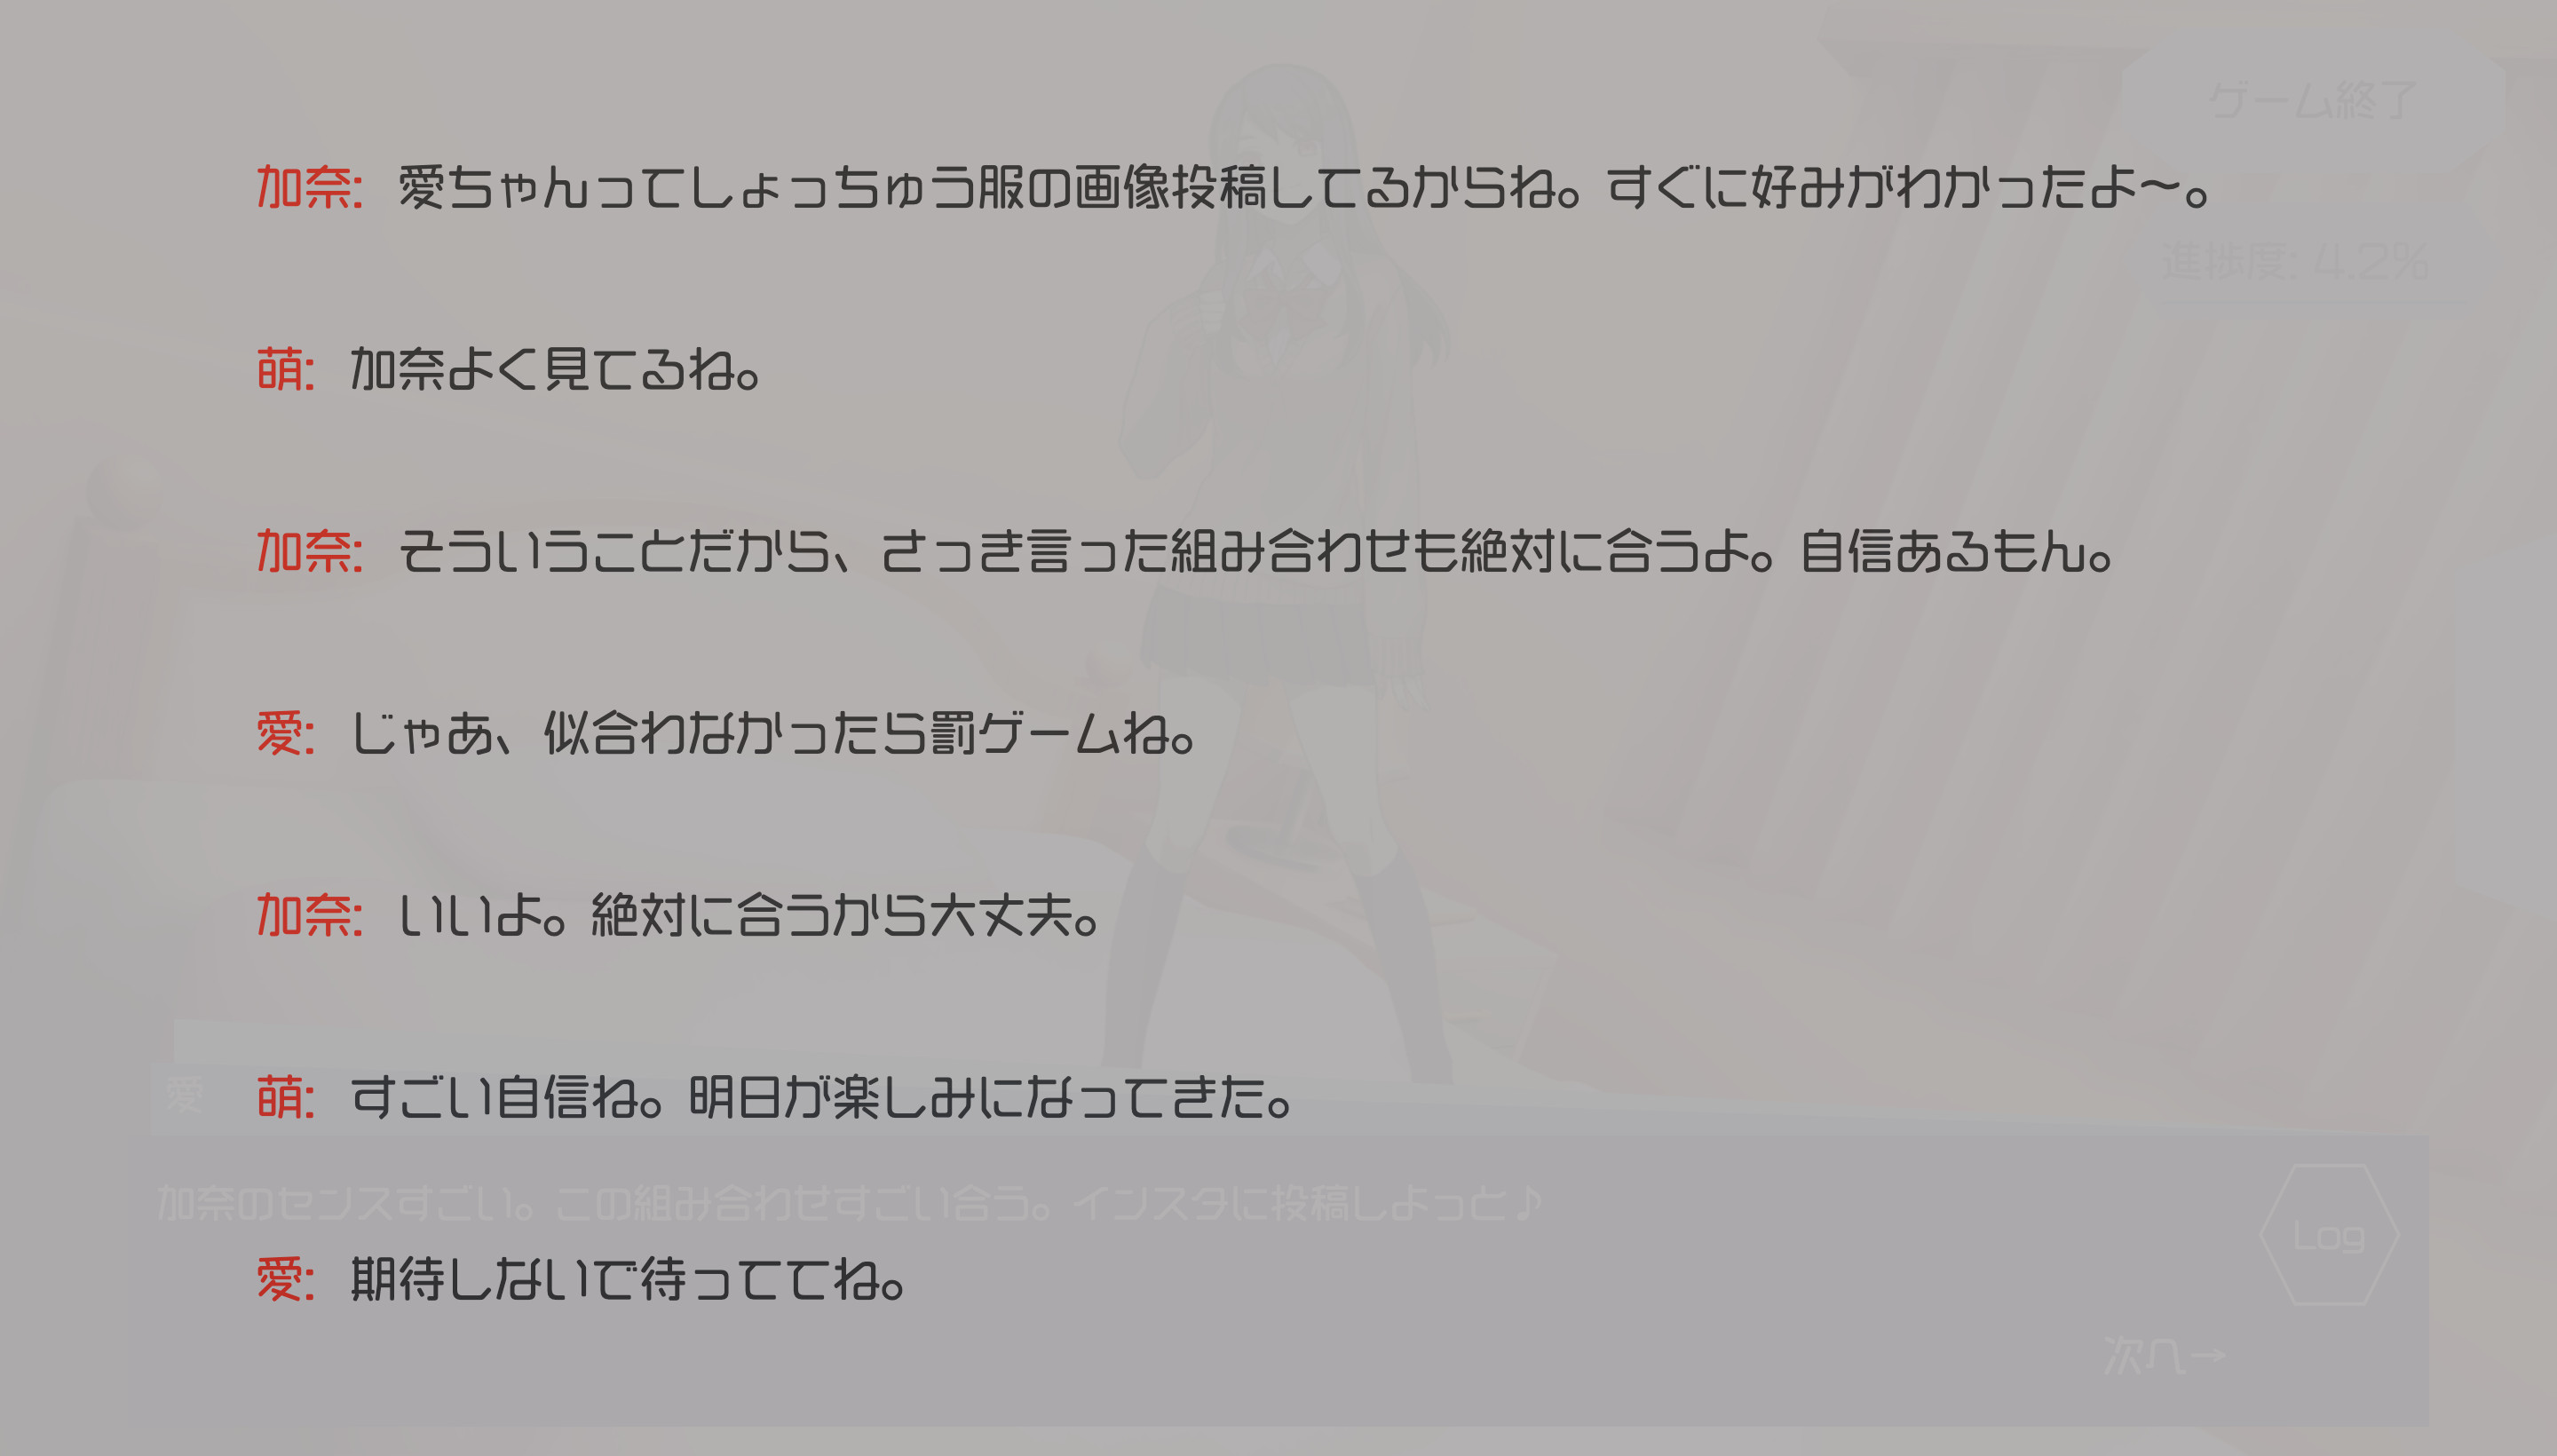 ゲーム終了
加奈: 愛ちゃんってしょっちゅう服の画像投稿してるからね。すぐに好みがわかったよ～。
進捗度: 4.2%
萌: 加奈よく見てるね。
加奈: そういうことだから、さっき言った組み合わせも絶対に合うよ。自信あるもん。
愛: じゃあ、似合わなかったら罰ゲームね。
加奈: いいよ。絶対に合うから大丈夫。
萌: すごい自信ね。明日が楽しみになってきた。
愛
加奈のセンスすごい。この組み合わせすごい合う。インスタに投稿しよっと♪
Log
愛: 期待しないで待っててね。
次へ→